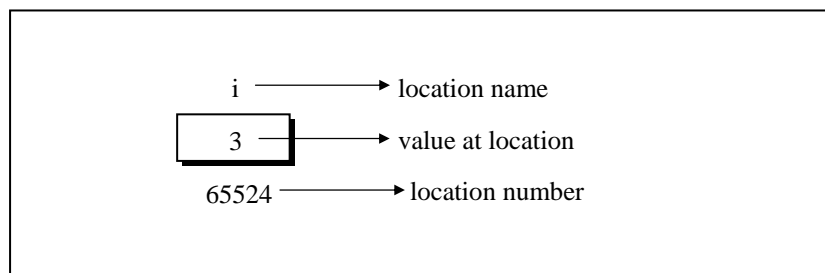 i location name
3 value at location
65524 location number